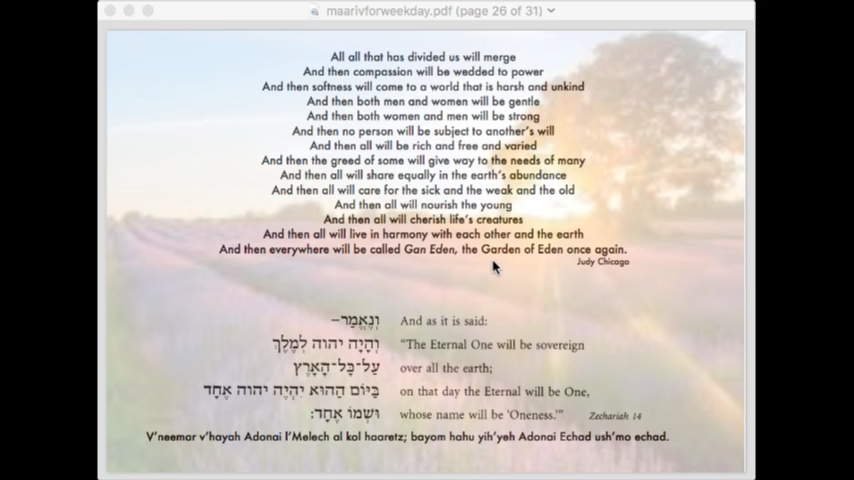 maarivforweekday.pdf (page 26 of 31)
All all that has divided us will merge
And then compassion will be wedded to power
And then softness will come to a world that is harsh and unkind
And then both men and women will be gentle
And then both women and men will be strong
And then no person will be subject to another's will
And then all will be rich and free and varied
And then the greed of some will give way to the needs of many
And then all will share equally in the earth's abundance
And then all will care for the sick and the weak and the old
And then all will nourish the young
And then all will cherish life's creatures
And then all will live in harmony with each other and the earth
And then everywhere will be called Gan Eden, the Garden of Eden once again.
Judy Chicago
וְנֶאֱמַר–
וְהָיָה יהוה לְמֶלֶךְ
עַל־כָּל־הָאָרֶץ
בַּיּוֹם הַהוּא יִהְיֶה יהוה אֶחָד
וּשְׁמוֹ אֶחָד:
And as it is said:
“The Eternal One will be sovereign
over all the earth;
on that day the Eternal will be One,
whose name will be 'Oneness.'” Zechariah 14
V'neemar v'hayah Adonai l'Melech al kol haaretz; bayom hahu yih'yeh Adonai Echad ush'mo echad.